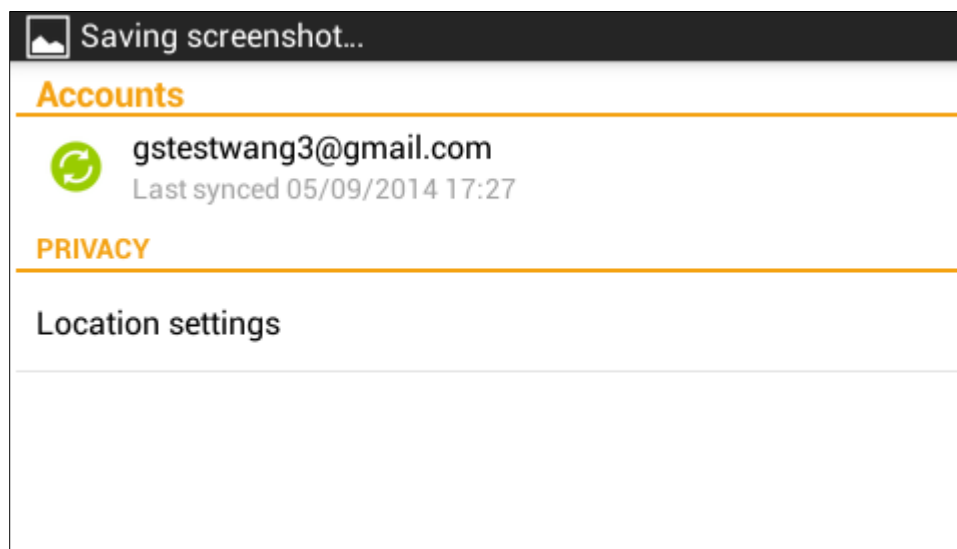 Saving screenshot...
Accounts
gstestwang3@gmail.com
Last synced 05/09/2014 17:27
PRIVACY
Location settings